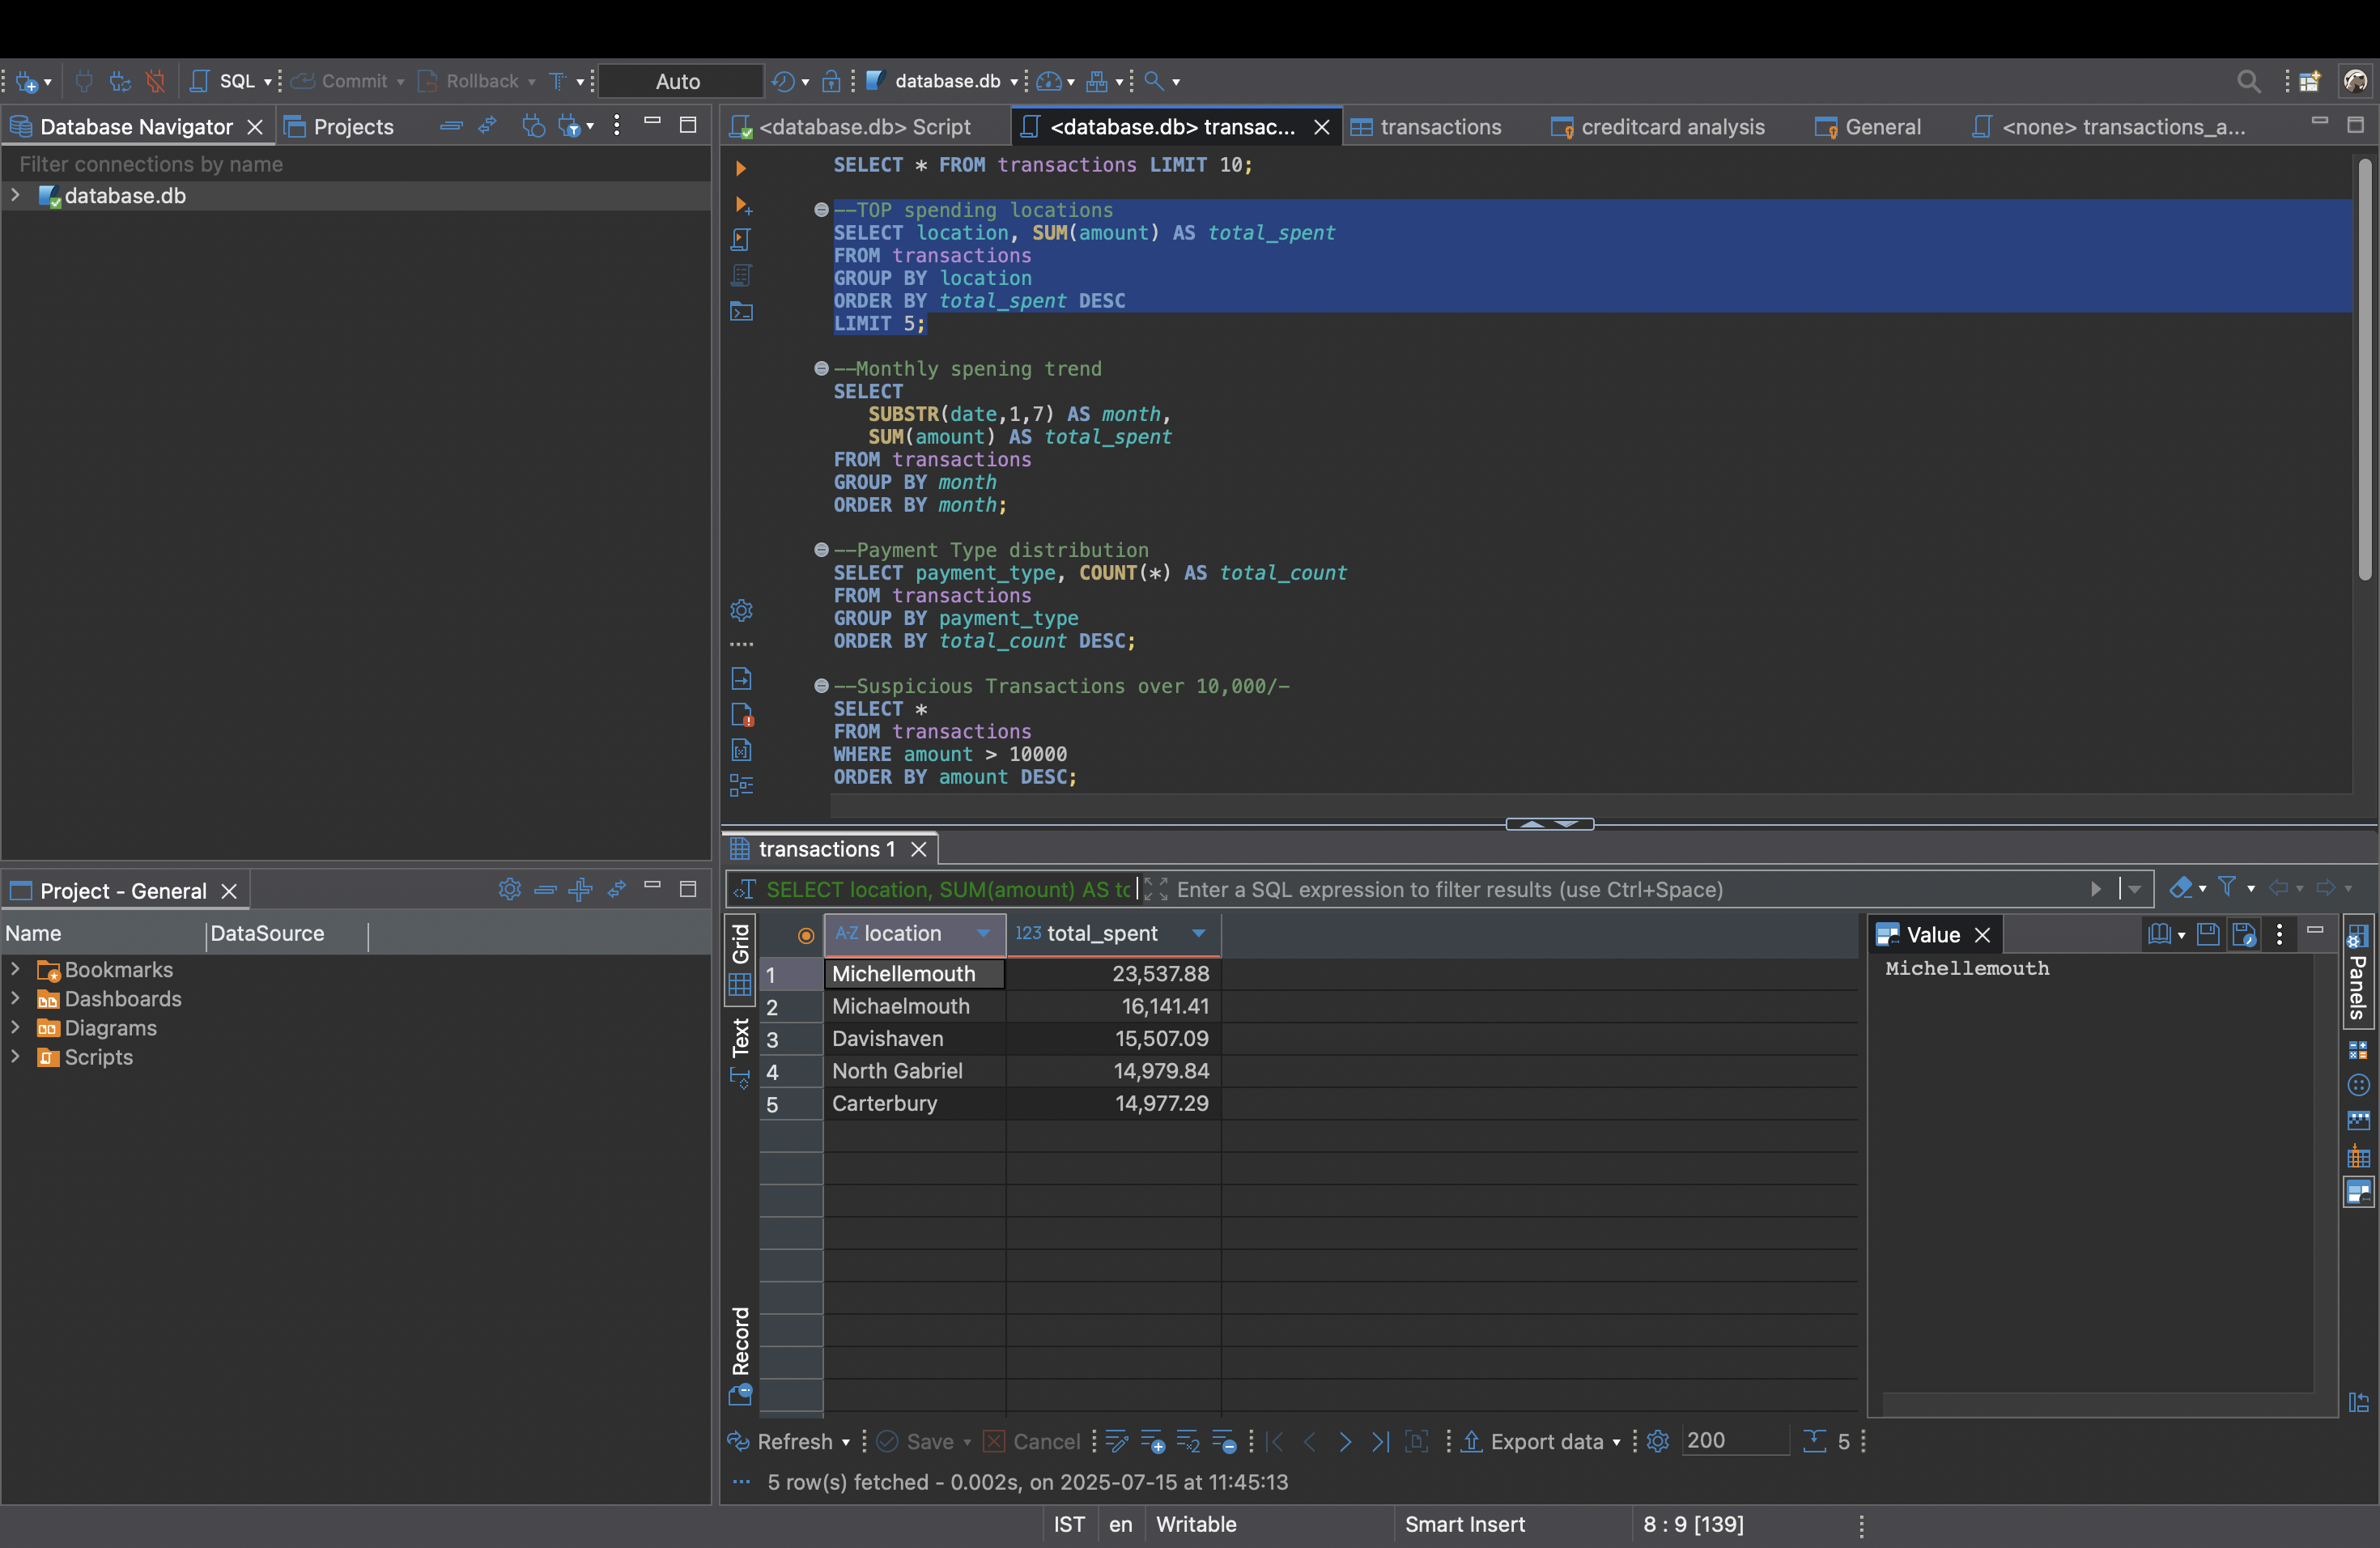 SQL
Commit
Rollback
Auto
database.db
Database Navigator
Projects
Filter connections by name
database.db
<database.db> Script
<database.db> transac...
transactions
creditcard analysis
General
<none> transactions_a...
SELECT * FROM transactions LIMIT 10;
--TOP spending locations
SELECT location, SUM(amount) AS total_spent
FROM transactions
GROUP BY location
ORDER BY total_spent DESC
LIMIT 5;
--Monthly spening trend
SELECT
SUBSTR(date,1,7) AS month,
SUM(amount) AS total_spent
FROM transactions
GROUP BY month
ORDER BY month;
--Payment Type distribution
SELECT payment_type, COUNT(*) AS total_count
FROM transactions
GROUP BY payment_type
ORDER BY total_count DESC;
--Suspicious Transactions over 10,000/-
SELECT *
FROM transactions
WHERE amount > 10000
ORDER BY amount DESC;
Project - General
Name DataSource
Bookmarks
Dashboards
Diagrams
Scripts
transactions 1
SELECT location, SUM(amount) AS to
Enter a SQL expression to filter results (use Ctrl+Space)
Grid
Text
Record
A-Z location 123 total_spent
1 Michellemouth 23,537.88
2 Michaelmouth 16,141.41
3 Davishaven 15,507.09
4 North Gabriel 14,979.84
5 Carterbury 14,977.29
Value
Michellemouth
Panels
Refresh Save Cancel Export data 200 5
5 row(s) fetched - 0.002s, on 2025-07-15 at 11:45:13
IST en Writable Smart Insert 8 : 9 [139]